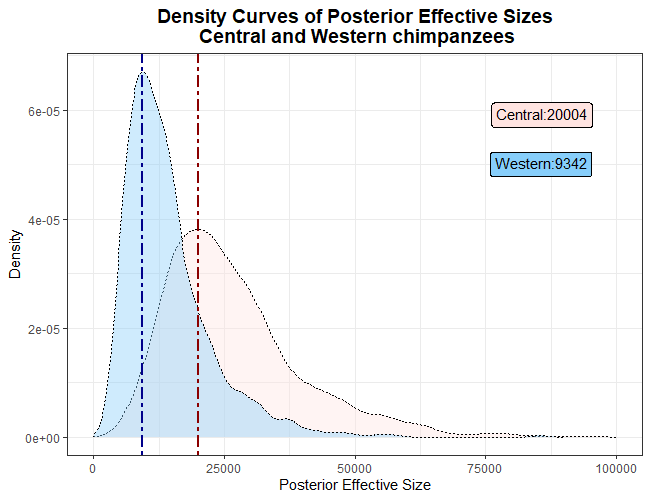 Density Curves of Posterior Effective Sizes
Central and Western chimpanzees
Density
6e-05
4e-05
2e-05
0e+00
Central:20004
Western:9342
0 25000 50000 75000 100000
Posterior Effective Size